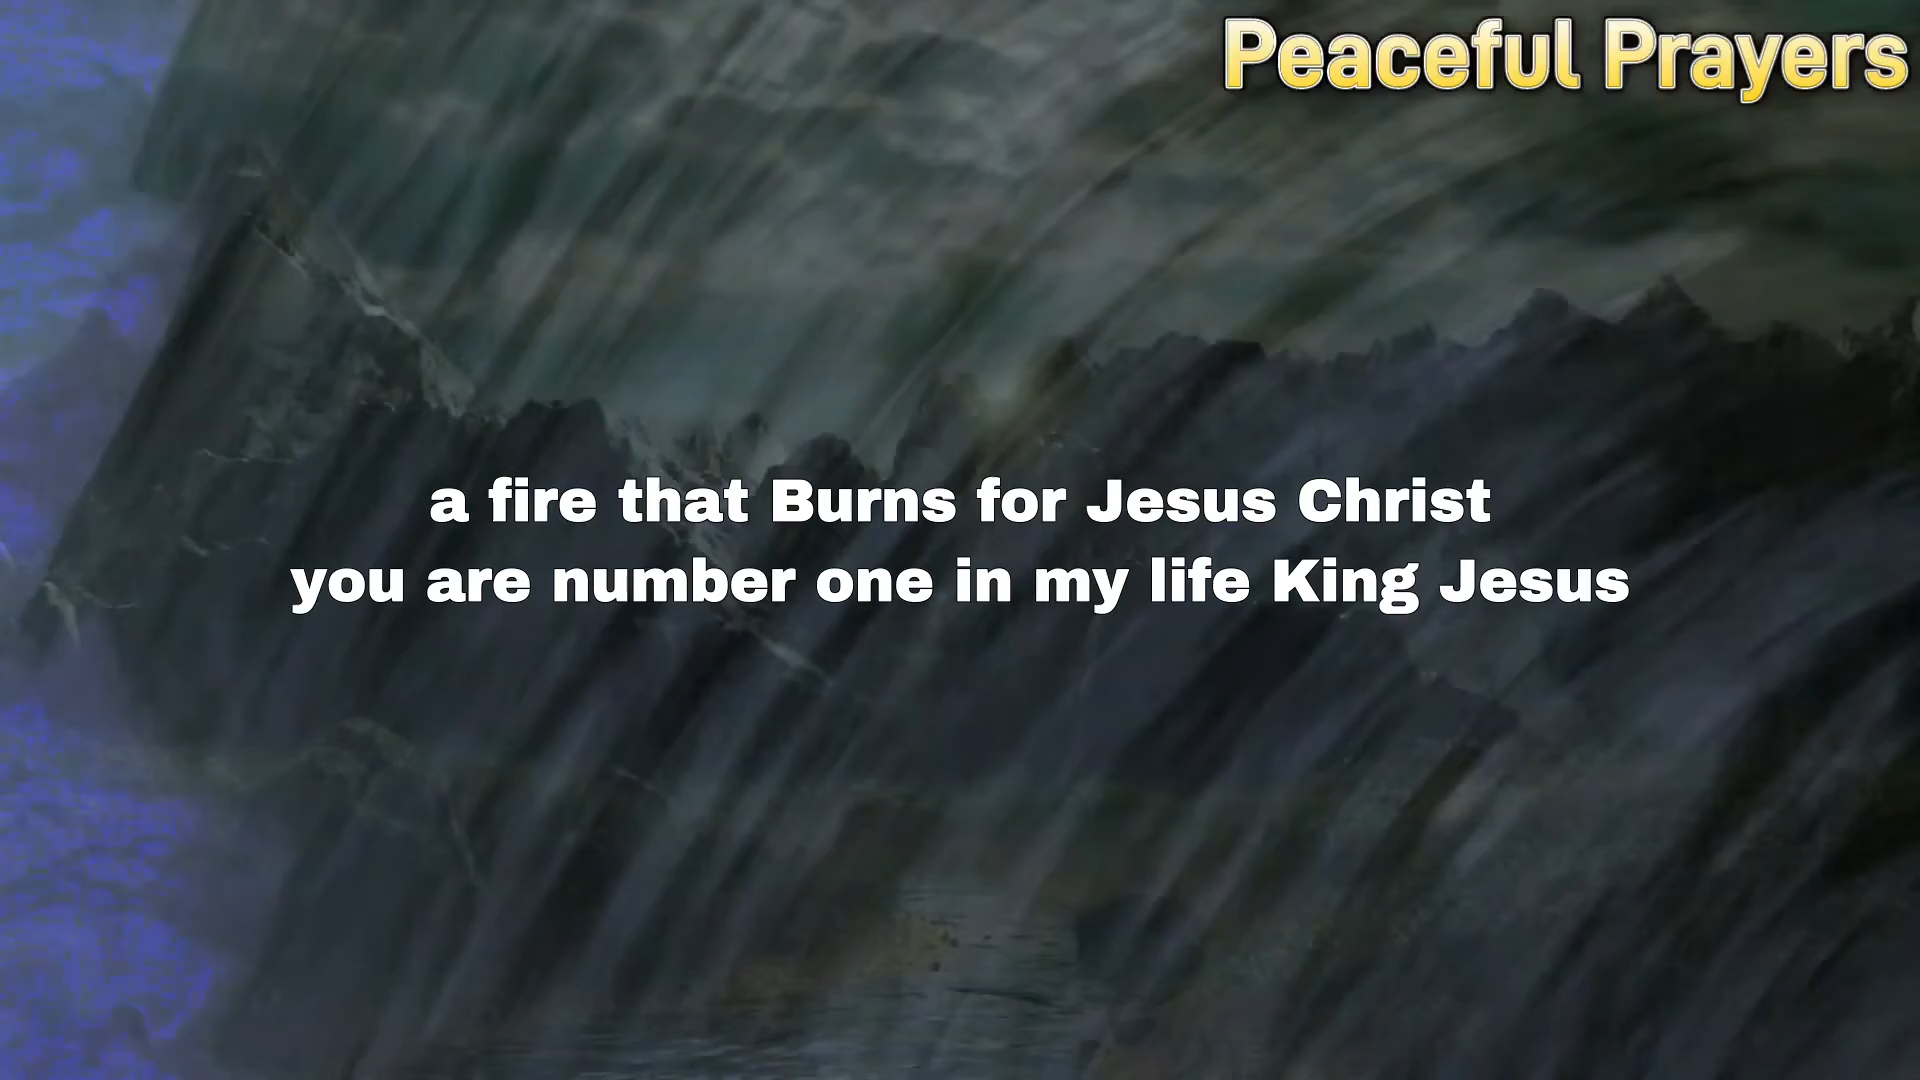 Peaceful Prayers
a fire that Burns for Jesus Christ
you are number one in my life King Jesus